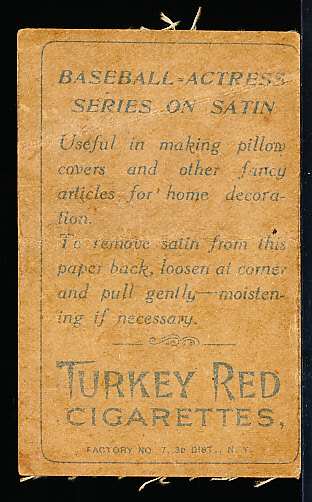 BASEBALL-ACTRESS
SERIES ON SATIN
Useful in making pillow
covers and other fancy
articles for home decora-
tion.
To remove satin from this
paper back, loosen at corner
and pull gently—moisten-
ing if necessary.
TURKEY RED
CIGARETTES,
FACTORY NO. 7, 3D DIST., N. Y.